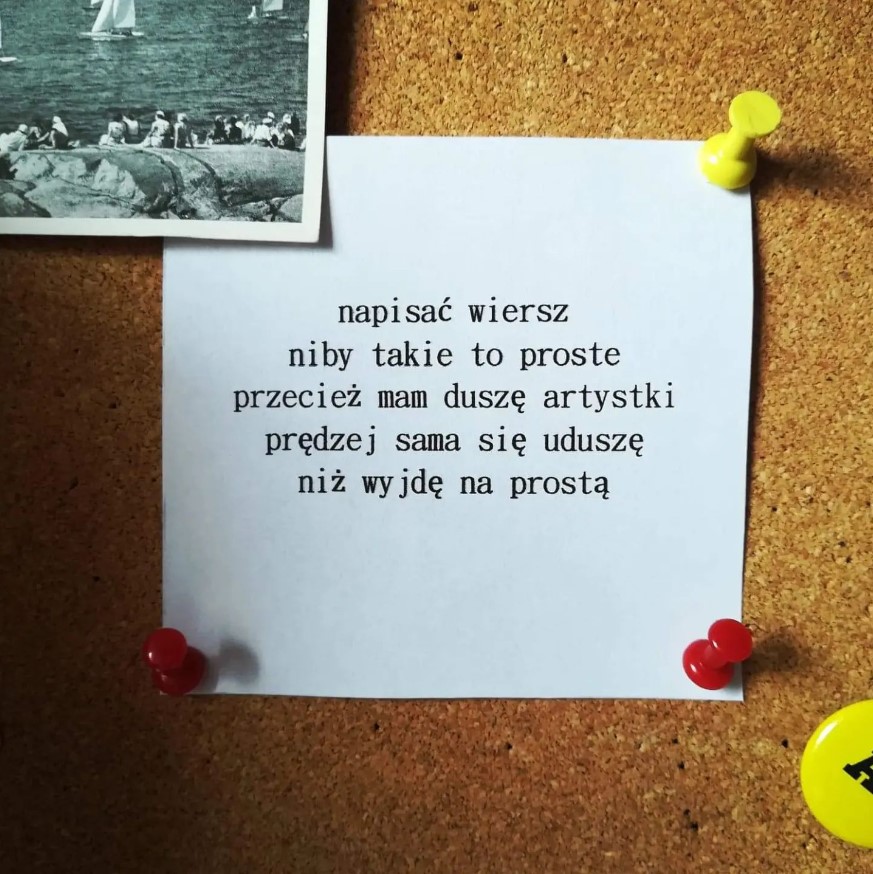 napisać wiersz
niby takie to proste
przecież mam duszę artystki
prędzej sama się uduszę
niż wyjdę na prostą